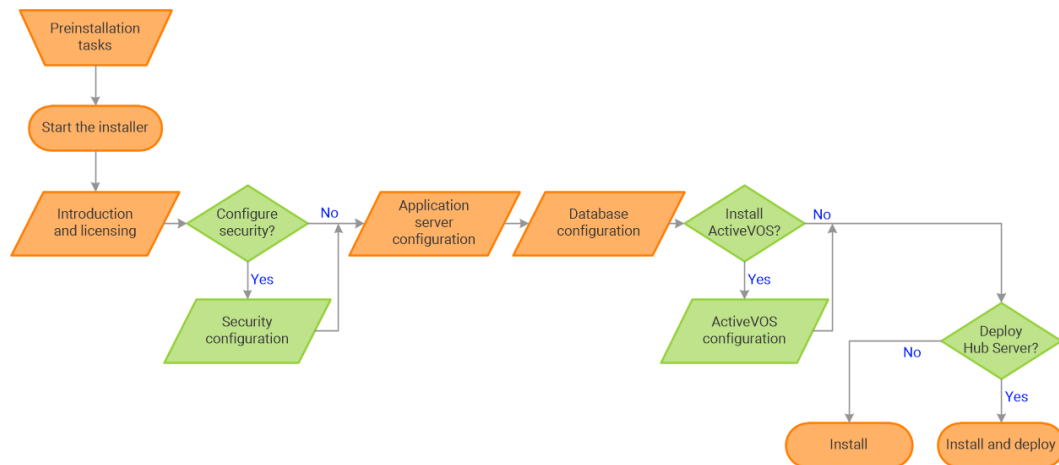 Preinstallation
tasks
Start the installer
Introduction
and licensing
Configure
security?
No
Yes
Security
configuration
Application
server
configuration
Database
configuration
Install
ActiveVOS?
No
Yes
ActiveVOS
configuration
Deploy
Hub Server?
No
Yes
Install
Install and deploy